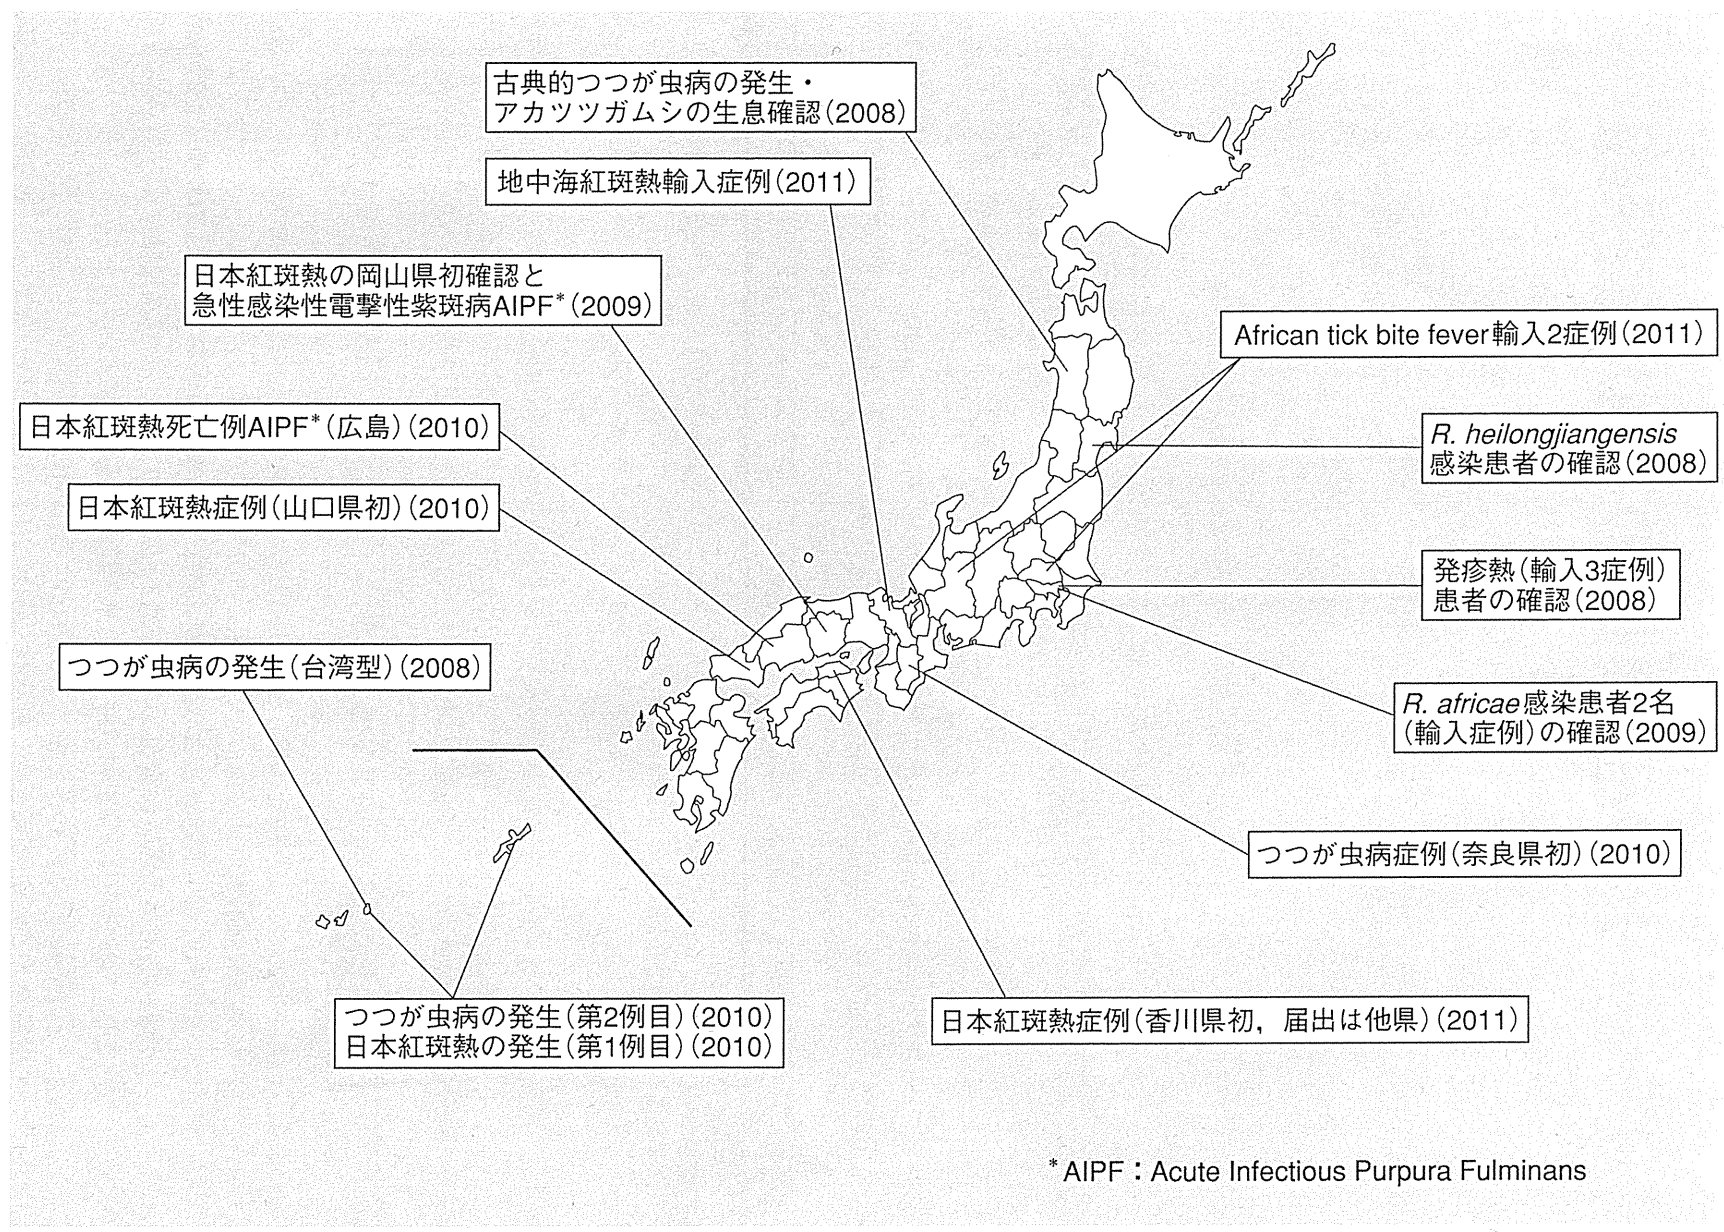 古典的つつが虫病の発生・
アカツツガムシの生息確認(2008)
地中海紅斑熱輸入症例(2011)
日本紅斑熱の岡山県初確認と
急性感染性電撃性紫斑病AIPF*(2009)
African tick bite fever輸入2症例(2011)
日本紅斑熱死亡例AIPF*(広島)(2010)
R. heilongjiangensis
感染患者の確認(2008)
日本紅斑熱症例(山口県初)(2010)
発疹熱(輸入3症例)
患者の確認(2008)
つつが虫病の発生(台湾型)(2008)
R. africae感染患者2名
(輸入症例)の確認(2009)
つつが虫病症例(奈良県初)(2010)
つつが虫病の発生(第2例目)(2010)
日本紅斑熱の発生(第1例目)(2010)
日本紅斑熱症例(香川県初，届出は他県)(2011)
*AIPF：Acute Infectious Purpura Fulminans